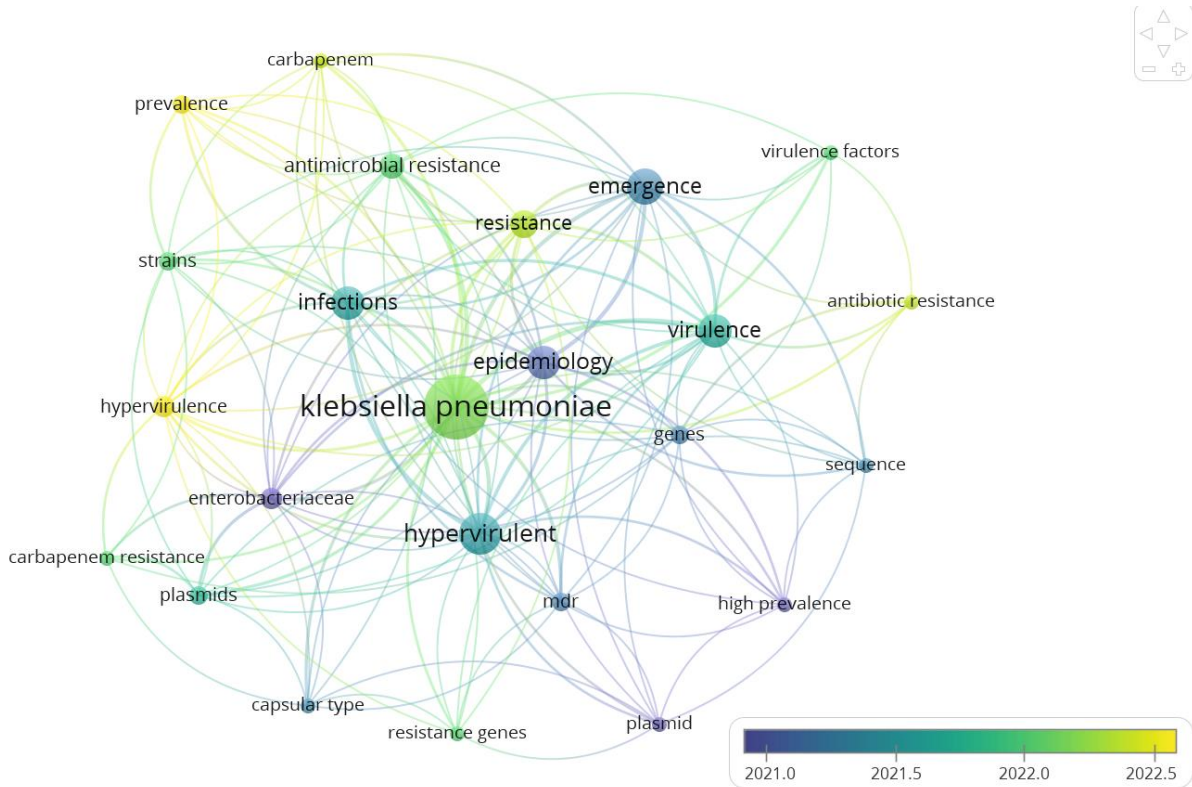 carbapenem
prevalence
virulence factors
antimicrobial resistance
emergence
resistance
strains
infections
antibiotic resistance
virulence
epidemiology
klebsiella pneumoniae
hypervirulence
genes
sequence
enterobacteriaceae
hypervirulent
carbapenem resistance
plasmids
mdr
high prevalence
capsular type
plasmid
resistance genes
2021.0 2021.5 2022.0 2022.5